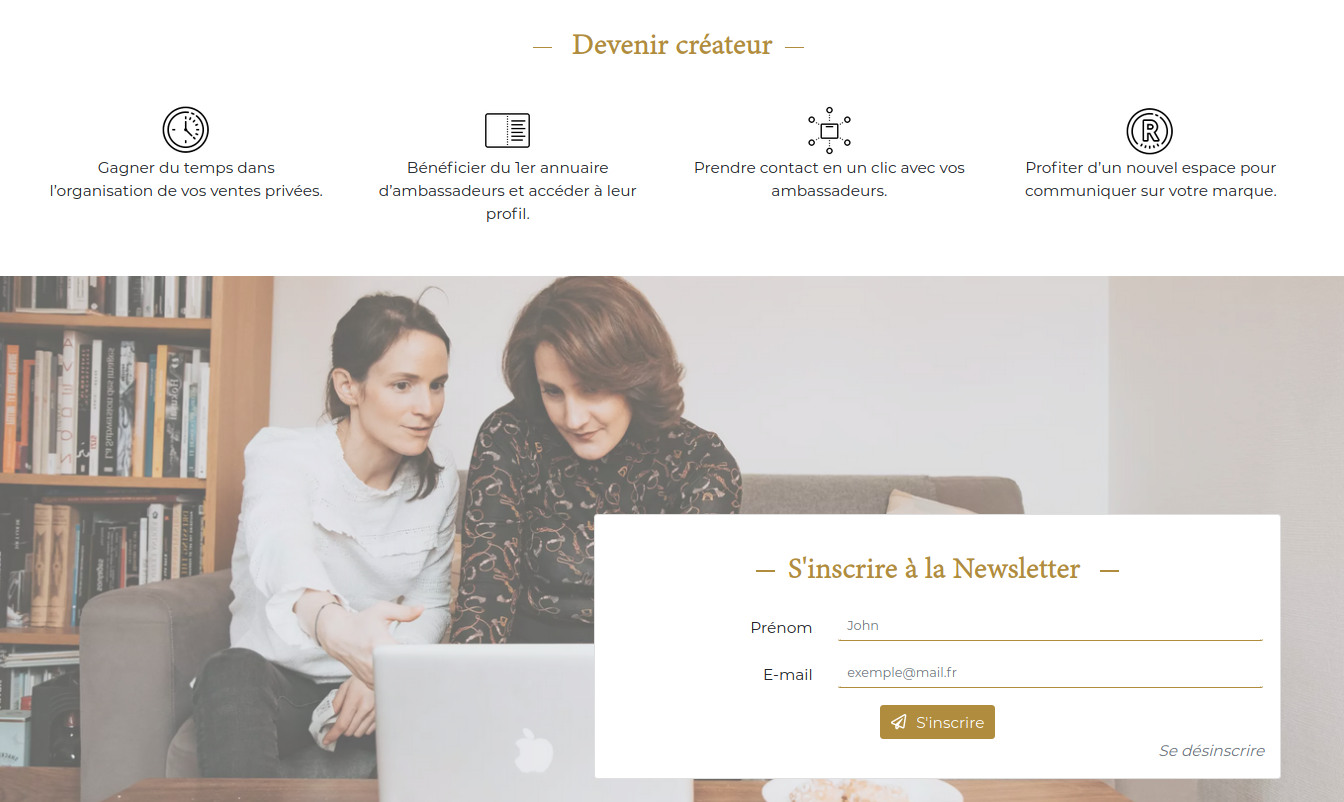 Devenir créateur
Gagner du temps dans
l'organisation de vos ventes privées.
Bénéficier du 1er annuaire
d'ambassadeurs et accéder à leur
profil.
Prendre contact en un clic avec vos
ambassadeurs.
R
Profiter d'un nouvel espace pour
communiquer sur votre marque.
S'inscrire à la Newsletter
Prénom
John
E-mail
exemple@mail.fr
S'inscrire
Se désinscrire